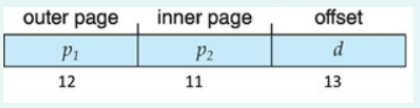 outer page inner page offset
p1 p2 d
12 11 13